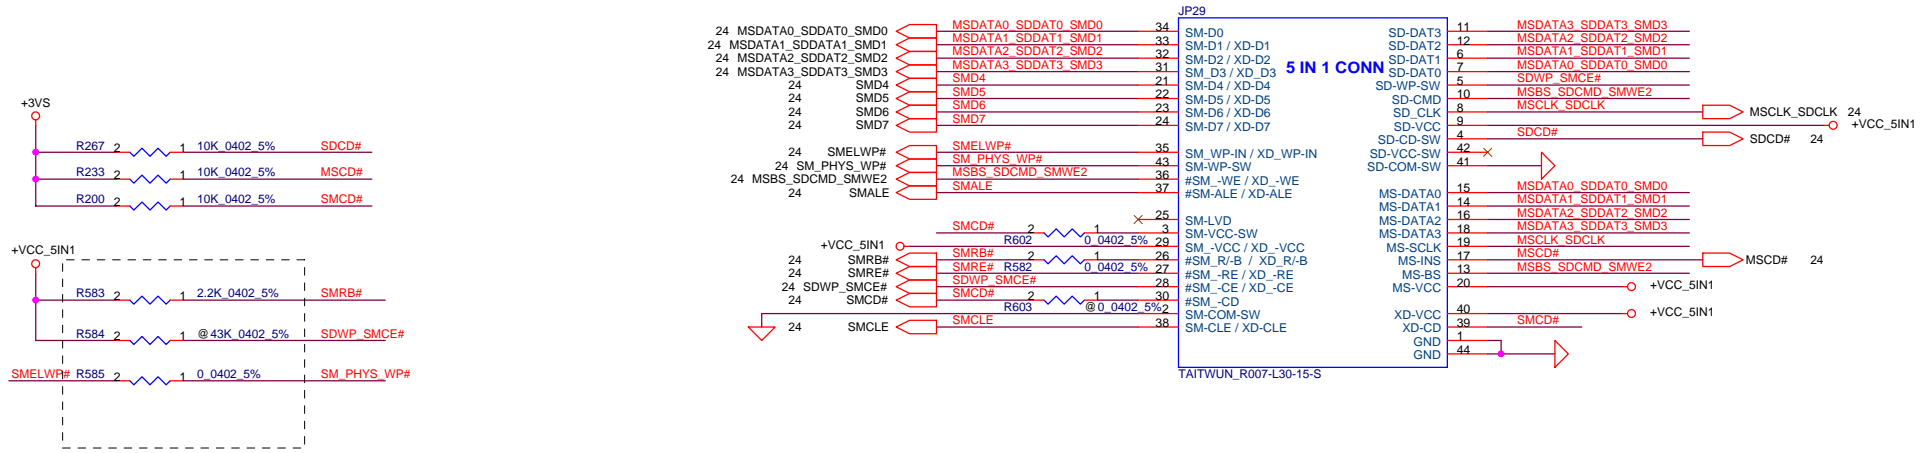 +3VS
R267 2 1 10K_0402_5% SDCD#
R233 2 1 10K_0402_5% MSCD#
R200 2 1 10K_0402_5% SMCD#
+VCC_5IN1
R583 2 1 2.2K_0402_5% SMRB#
R584 2 1 @43K_0402_5% SDWP_SMCE#
SMELWP# R585 2 1 0_0402_5% SM_PHYS_WP#
JP29
5 IN 1 CONN
24 MSDATA0_SDDAT0_SMD0 MSDATA0_SDDAT0_SMD0 34 SM-D0
24 MSDATA1_SDDATA1_SMD1 MSDATA1_SDDAT1_SMD1 33 SM-D1 / XD-D1
24 MSDATA2_SDDAT2_SMD2 MSDATA2_SDDAT2_SMD2 32 SM-D2 / XD-D2
24 MSDATA3_SDDAT3_SMD3 MSDATA3_SDDAT3_SMD3 31 SM_D3 / XD_D3
24 SMD4 SMD4 21 SM-D4 / XD-D4
24 SMD5 SMD5 22 SM-D5 / XD-D5
24 SMD6 SMD6 23 SM-D6 / XD-D6
24 SMD7 SMD7 24 SM-D7 / XD-D7
24 SMELWP# SMELWP# 35 SM_WP-IN / XD_WP-IN
24 SM_PHYS_WP# SM_PHYS_WP# 43 SM-WP-SW
24 MSBS_SDCMD_SMWE2 MSBS_SDCMD_SMWE2 36 #SM_-WE / XD_-WE
24 SMALE SMALE 37 #SM-ALE / XD-ALE
25 SM-LVD
SMCD# 2 1 3 SM-VCC-SW
R602 0_0402_5%
+VCC_5IN1 29 SM_-VCC / XD_-VCC
24 SMRB# SMRB# 2 1 26 #SM_R/-B / XD_R/-B
R582 0_0402_5%
24 SMRE# SMRE# 27 #SM_-RE / XD_-RE
24 SDWP_SMCE# SDWP_SMCE# 28 #SM_-CE / XD_-CE
24 SMCD# SMCD# 2 1 30 #SM_-CD
R603 @0_0402_5%
2 SM-COM-SW
24 SMCLE SMCLE 38 SM-CLE / XD-CLE
SD-DAT3 11 MSDATA3_SDDAT3_SMD3
SD-DAT2 12 MSDATA2_SDDAT2_SMD2
SD-DAT1 6 MSDATA1_SDDAT1_SMD1
SD-DAT0 7 MSDATA0_SDDAT0_SMD0
SD-WP-SW 5 SDWP_SMCE#
SD-CMD 10 MSBS_SDCMD_SMWE2
SD_CLK 8 MSCLK_SDCLK MSCLK_SDCLK 24
SD-VCC 9 +VCC_5IN1
SD-CD-SW 4 SDCD# SDCD# 24
SD-VCC-SW 42
SD-COM-SW 41
MS-DATA0 15 MSDATA0_SDDAT0_SMD0
MS-DATA1 14 MSDATA1_SDDAT1_SMD1
MS-DATA2 16 MSDATA2_SDDAT2_SMD2
MS-DATA3 18 MSDATA3_SDDAT3_SMD3
MS-SCLK 19 MSCLK_SDCLK
MS-INS 17 MSCD# MSCD# 24
MS-BS 13 MSBS_SDCMD_SMWE2
MS-VCC 20 +VCC_5IN1
XD-VCC 40 +VCC_5IN1
XD-CD 39 SMCD#
GND 1
GND 44
TAITWUN_R007-L30-15-S